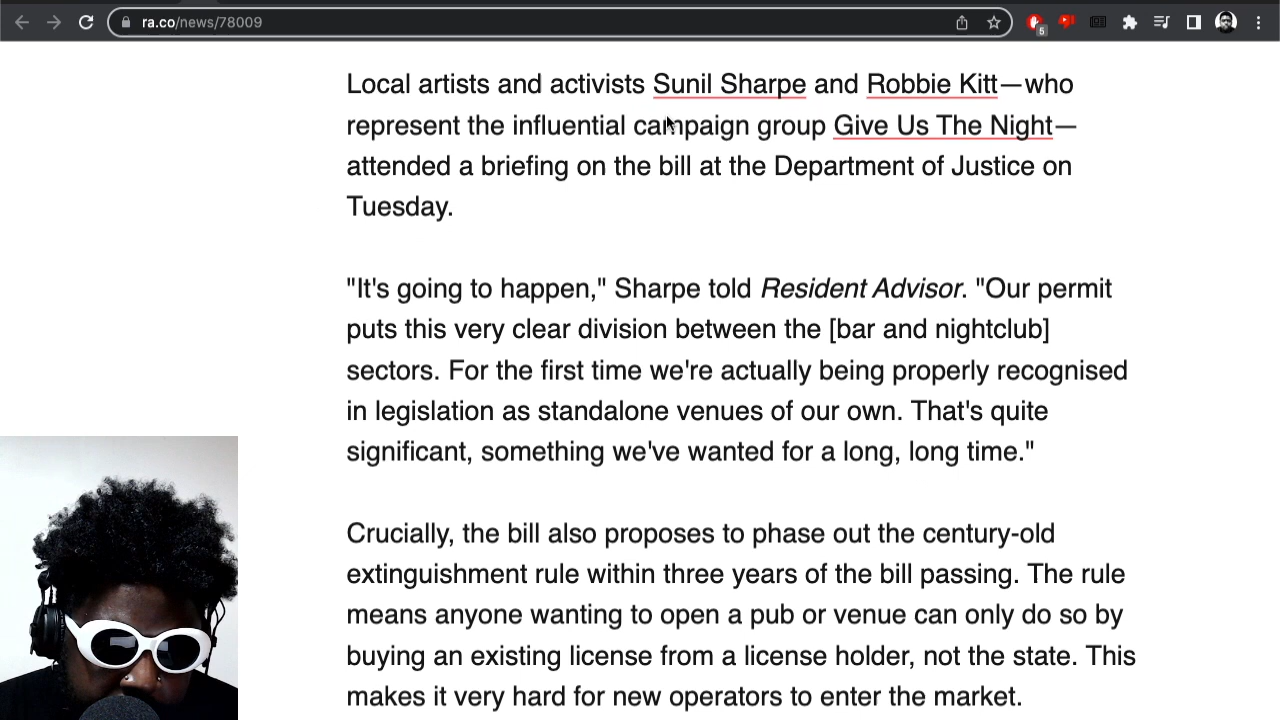 ra.co/news/78009
5
Local artists and activists Sunil Sharpe and Robbie Kitt—who
represent the influential campaign group Give Us The Night—
attended a briefing on the bill at the Department of Justice on
Tuesday.
"It's going to happen," Sharpe told Resident Advisor. "Our permit
puts this very clear division between the [bar and nightclub]
sectors. For the first time we're actually being properly recognised
in legislation as standalone venues of our own. That's quite
significant, something we've wanted for a long, long time."
Crucially, the bill also proposes to phase out the century-old
extinguishment rule within three years of the bill passing. The rule
means anyone wanting to open a pub or venue can only do so by
buying an existing license from a license holder, not the state. This
makes it very hard for new operators to enter the market.